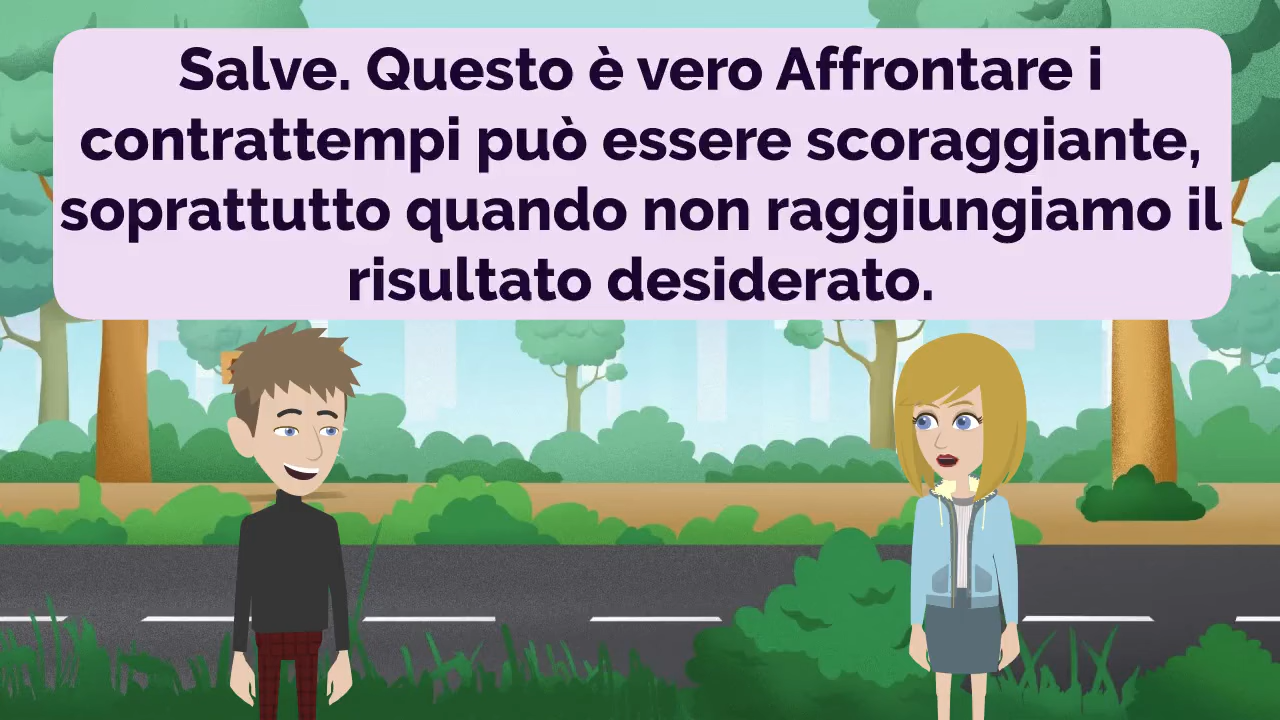 Salve. Questo è vero Affrontare i
contrattempi può essere scoraggiante,
soprattutto quando non raggiungiamo il
risultato desiderato.